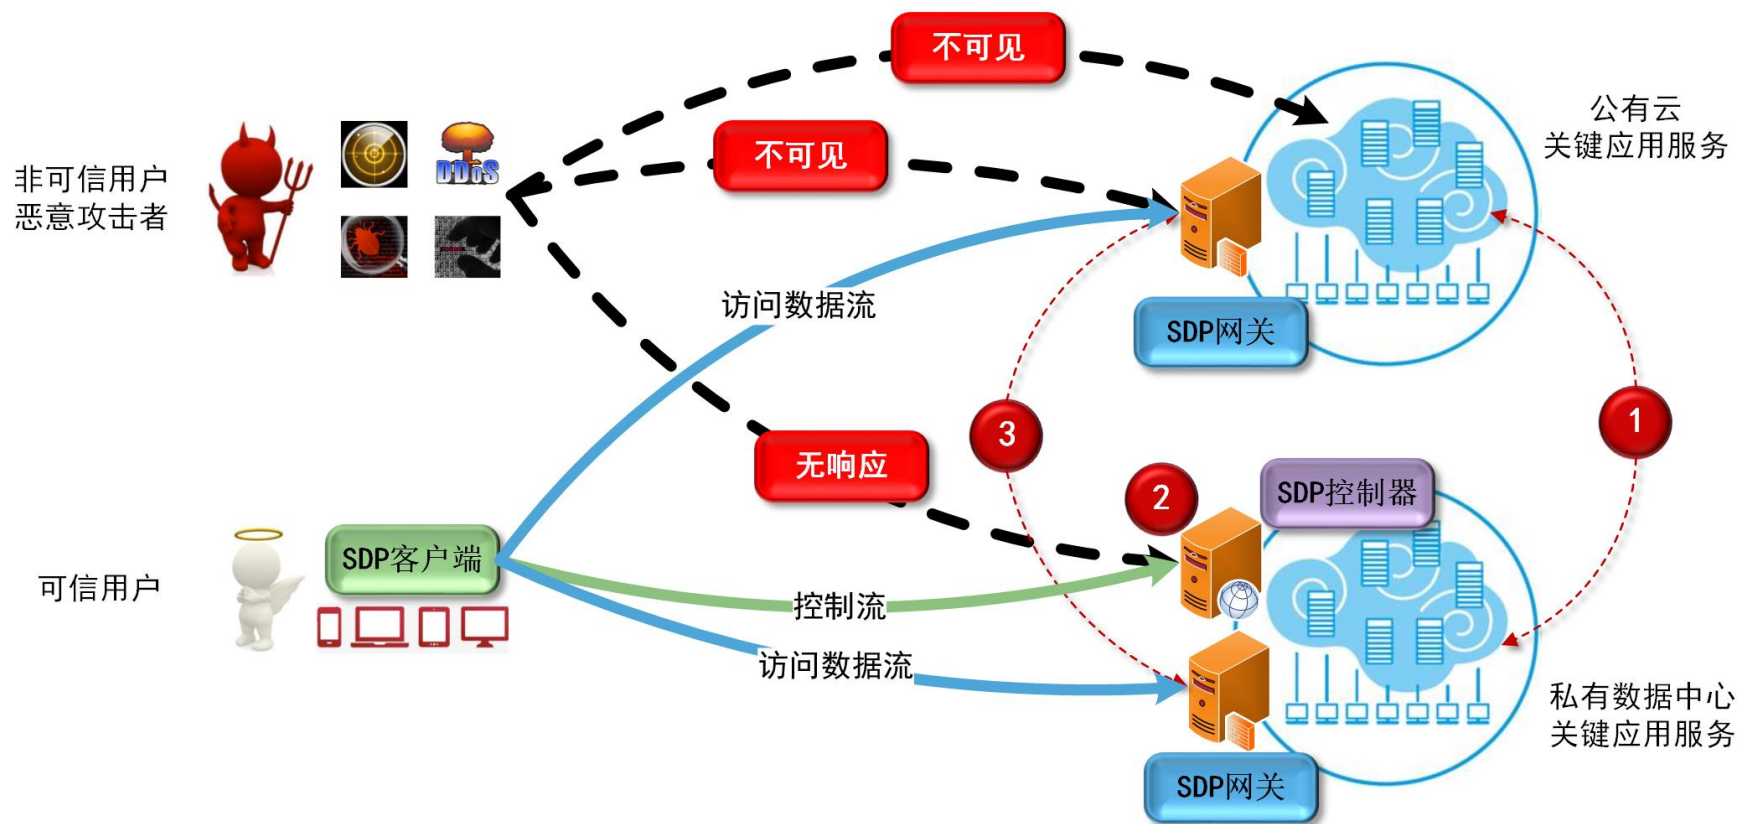 不可见
公有云
关键应用服务
不可见
DDoS
非可信用户
恶意攻击者
访问数据流
SDP网关
3
1
无响应
2
SDP控制器
SDP客户端
可信用户
控制流
访问数据流
私有数据中心
关键应用服务
SDP网关